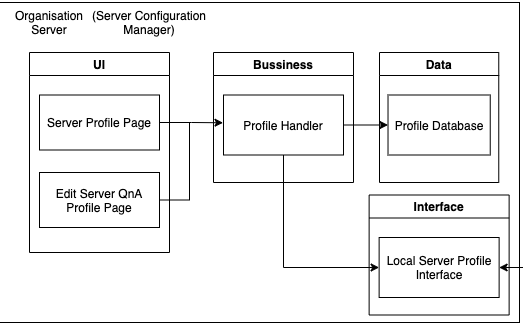 Organisation (Server Configuration
Server Manager)
UI
Server Profile Page
Edit Server QnA
Profile Page
Bussiness
Profile Handler
Data
Profile Database
Interface
Local Server Profile
Interface